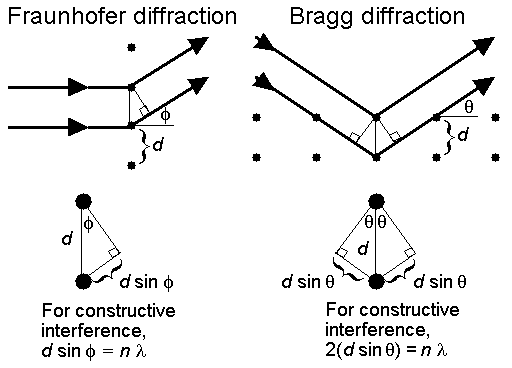 Fraunhofer diffraction
ϕ
d
d
ϕ
d sin ϕ
For constructive
interference,
d sin ϕ = n λ
Bragg diffraction
θ
d
θ θ
d
d sin θ
d sin θ
For constructive
interference,
2(d sin θ) = n λ